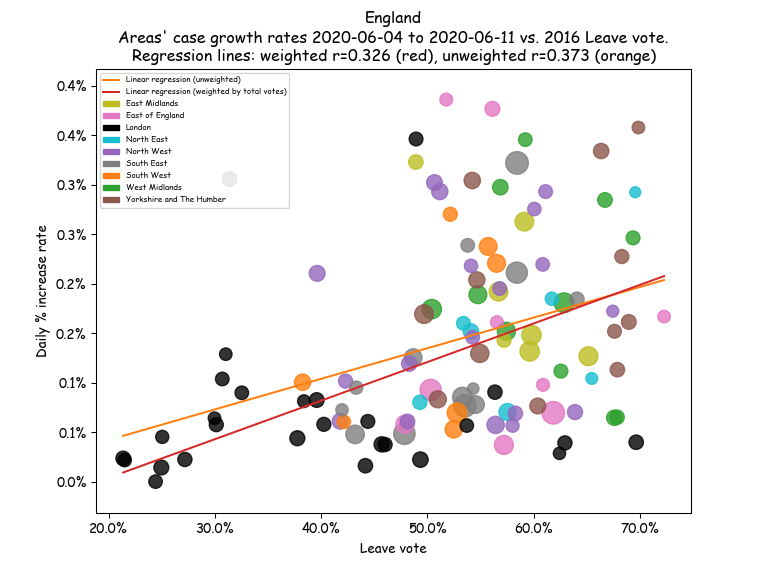 England
Areas' case growth rates 2020-06-04 to 2020-06-11 vs. 2016 Leave vote.
Regression lines: weighted r=0.326 (red), unweighted r=0.373 (orange)
Linear regression (unweighted)
Linear regression (weighted by total votes)
East Midlands
East of England
London
North East
North West
South East
South West
West Midlands
Yorkshire and The Humber
Daily % increase rate
0.4%
0.4%
0.3%
0.3%
0.2%
0.2%
0.1%
0.1%
0.0%
20.0% 30.0% 40.0% 50.0% 60.0% 70.0%
Leave vote